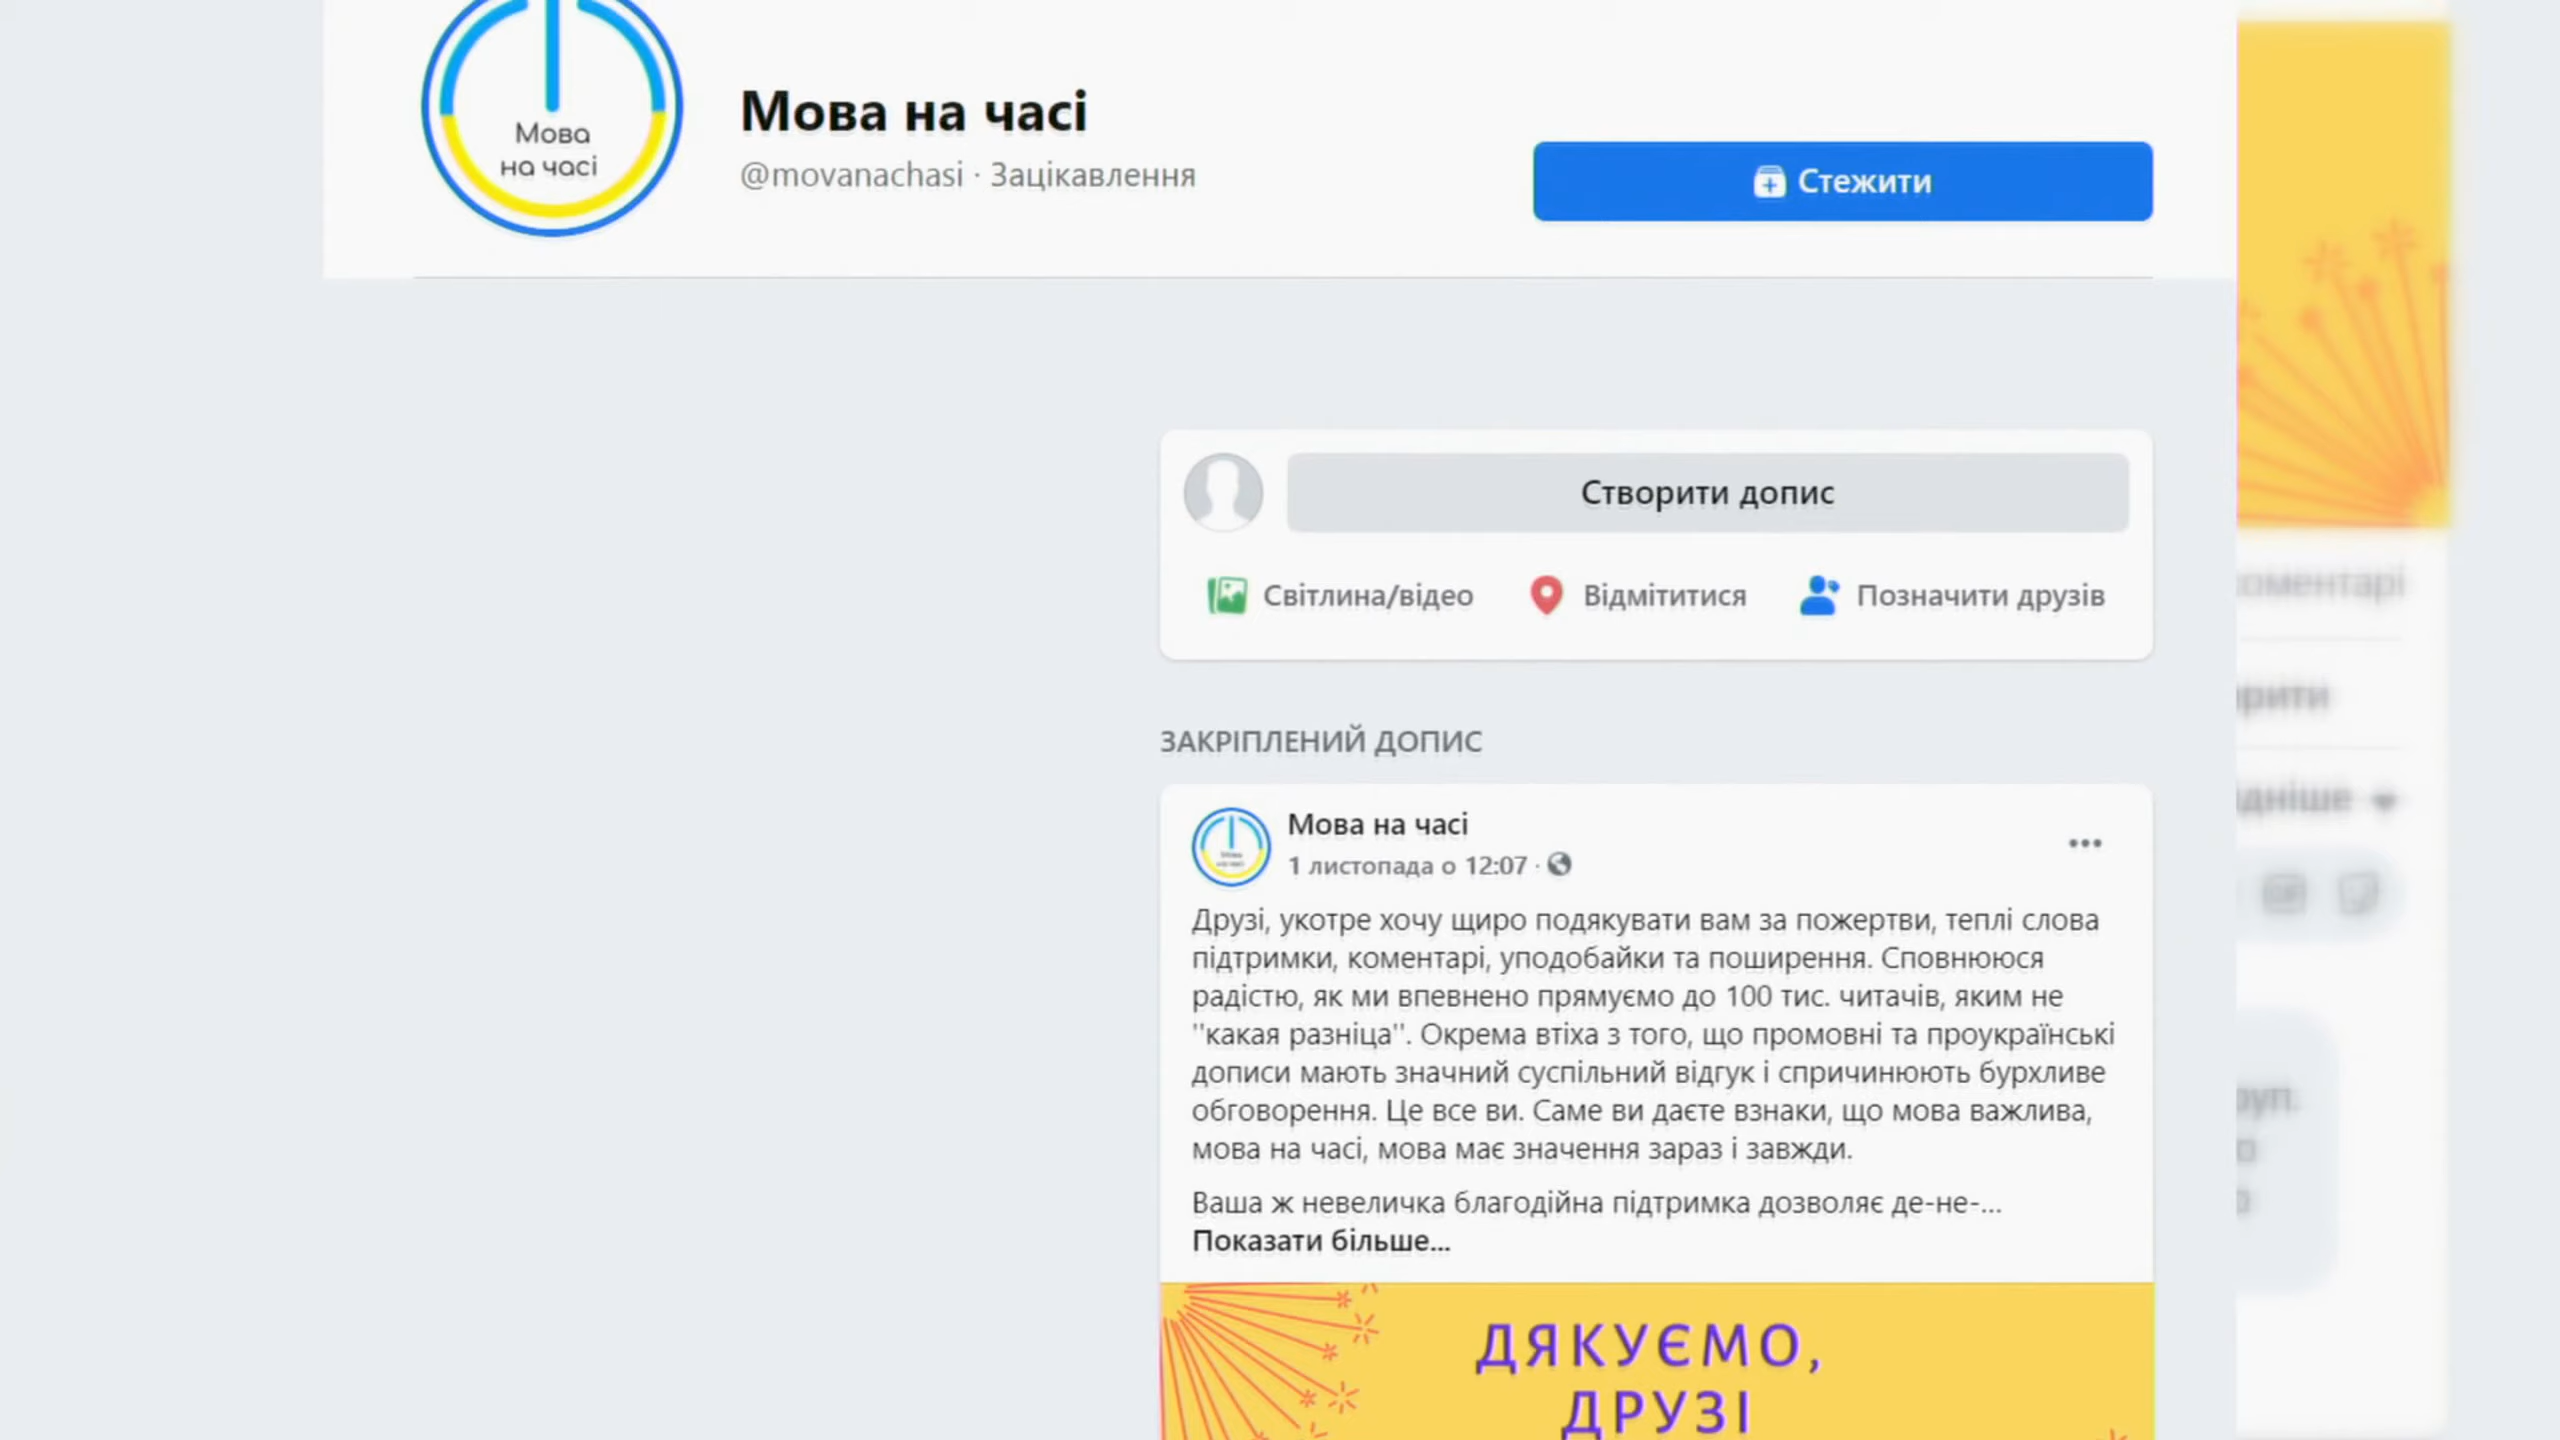 Мова
на часі
Мова на часі
@movanachasi · Зацікавлення
Стежити
Створити допис
Світлина/відео
Відмітитися
Позначити друзів
ЗАКРІПЛЕНИЙ ДОПИС
Мова на часі
1 листопада о 12:07 ·
Друзі, укотре хочу щиро подякувати вам за пожертви, теплі слова
підтримки, коментарі, уподобайки та поширення. Сповнююся
радістю, як ми впевнено прямуємо до 100 тис. читачів, яким не
''какая разніца''. Окрема втіха з того, що промовні та проукраїнські
дописи мають значний суспільний відгук і спричинюють бурхливе
обговорення. Це все ви. Саме ви даєте взнаки, що мова важлива,
мова на часі, мова має значення зараз і завжди.
Ваша ж невеличка благодійна підтримка дозволяє де-не-...
Показати більше...
ДЯКУЄМО,
ДРУЗІ